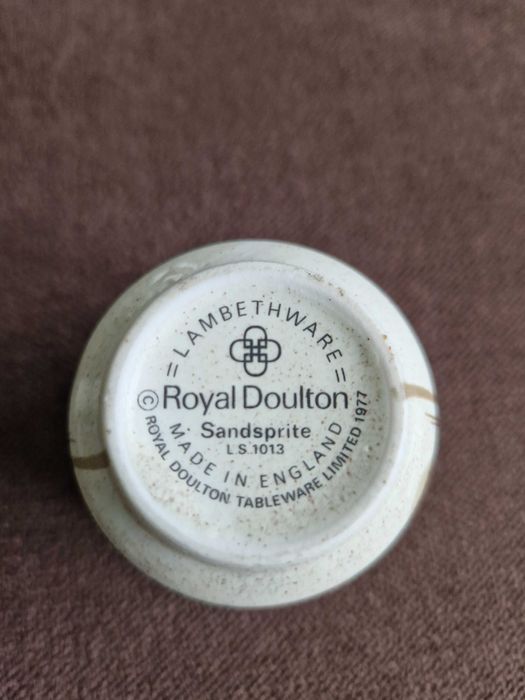 =LAMBETHWARE=
Royal Doulton
Sandsprite
L.S.1013
MADE IN ENGLAND
© ROYAL DOULTON TABLEWARE LIMITED 1977